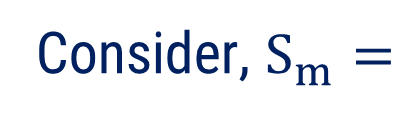 Consider, Sₘ =